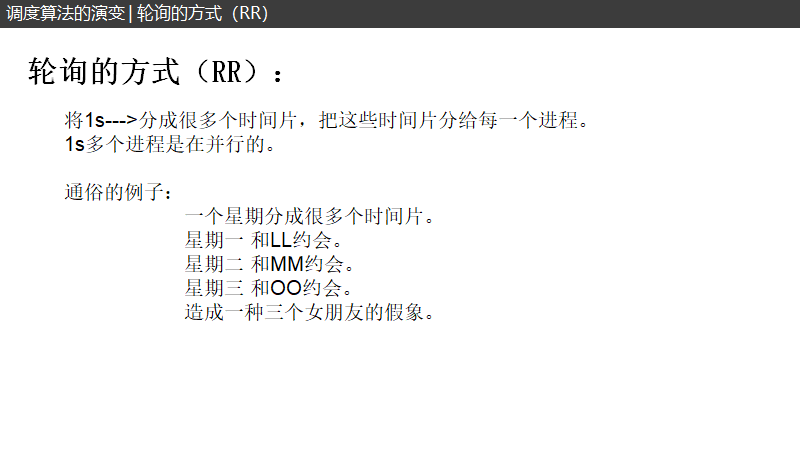 调度算法的演变 | 轮询的方式（RR）
轮询的方式（RR）：
将1s--->分成很多个时间片，把这些时间片分给每一个进程。
1s多个进程是在并行的。
通俗的例子：
一个星期分成很多个时间片。
星期一 和LL约会。
星期二 和MM约会。
星期三 和OO约会。
造成一种三个女朋友的假象。